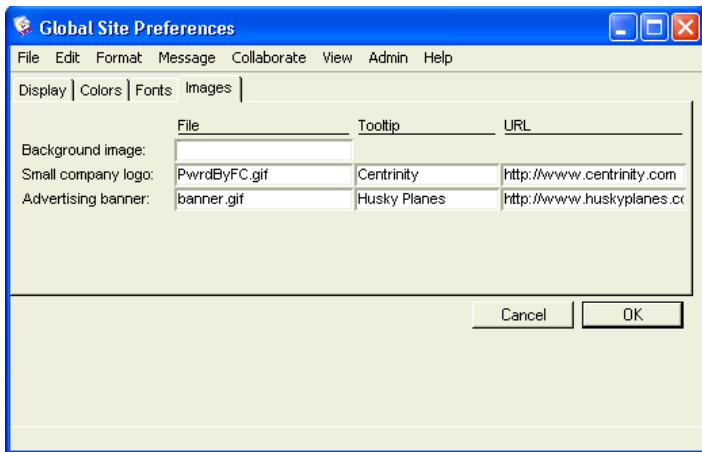 Global Site Preferences
File Edit Format Message Collaborate View Admin Help
Display Colors Fonts Images
File Tooltip URL
Background image:
Small company logo: PwrdByFC.gif Centrinity http://www.centrinity.com
Advertising banner: banner.gif Husky Planes http://www.huskyplanes.co
Cancel OK